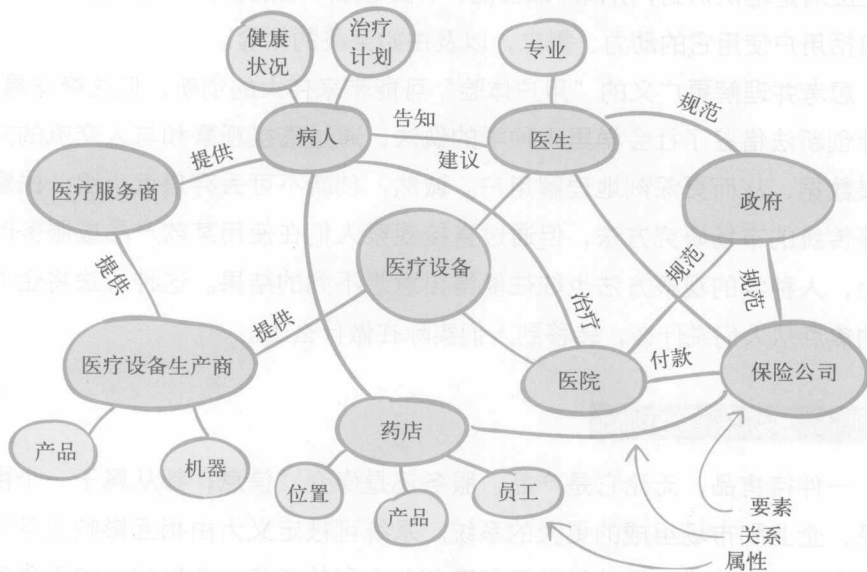 健康
状况
治疗
计划
专业
病人
告知
建议
医生
规范
提供
医疗服务商
政府
医疗设备
规范
规范
提供
提供
治疗
医疗设备生产商
医院
付款
保险公司
产品
机器
药店
位置
产品
员工
要素
关系
属性